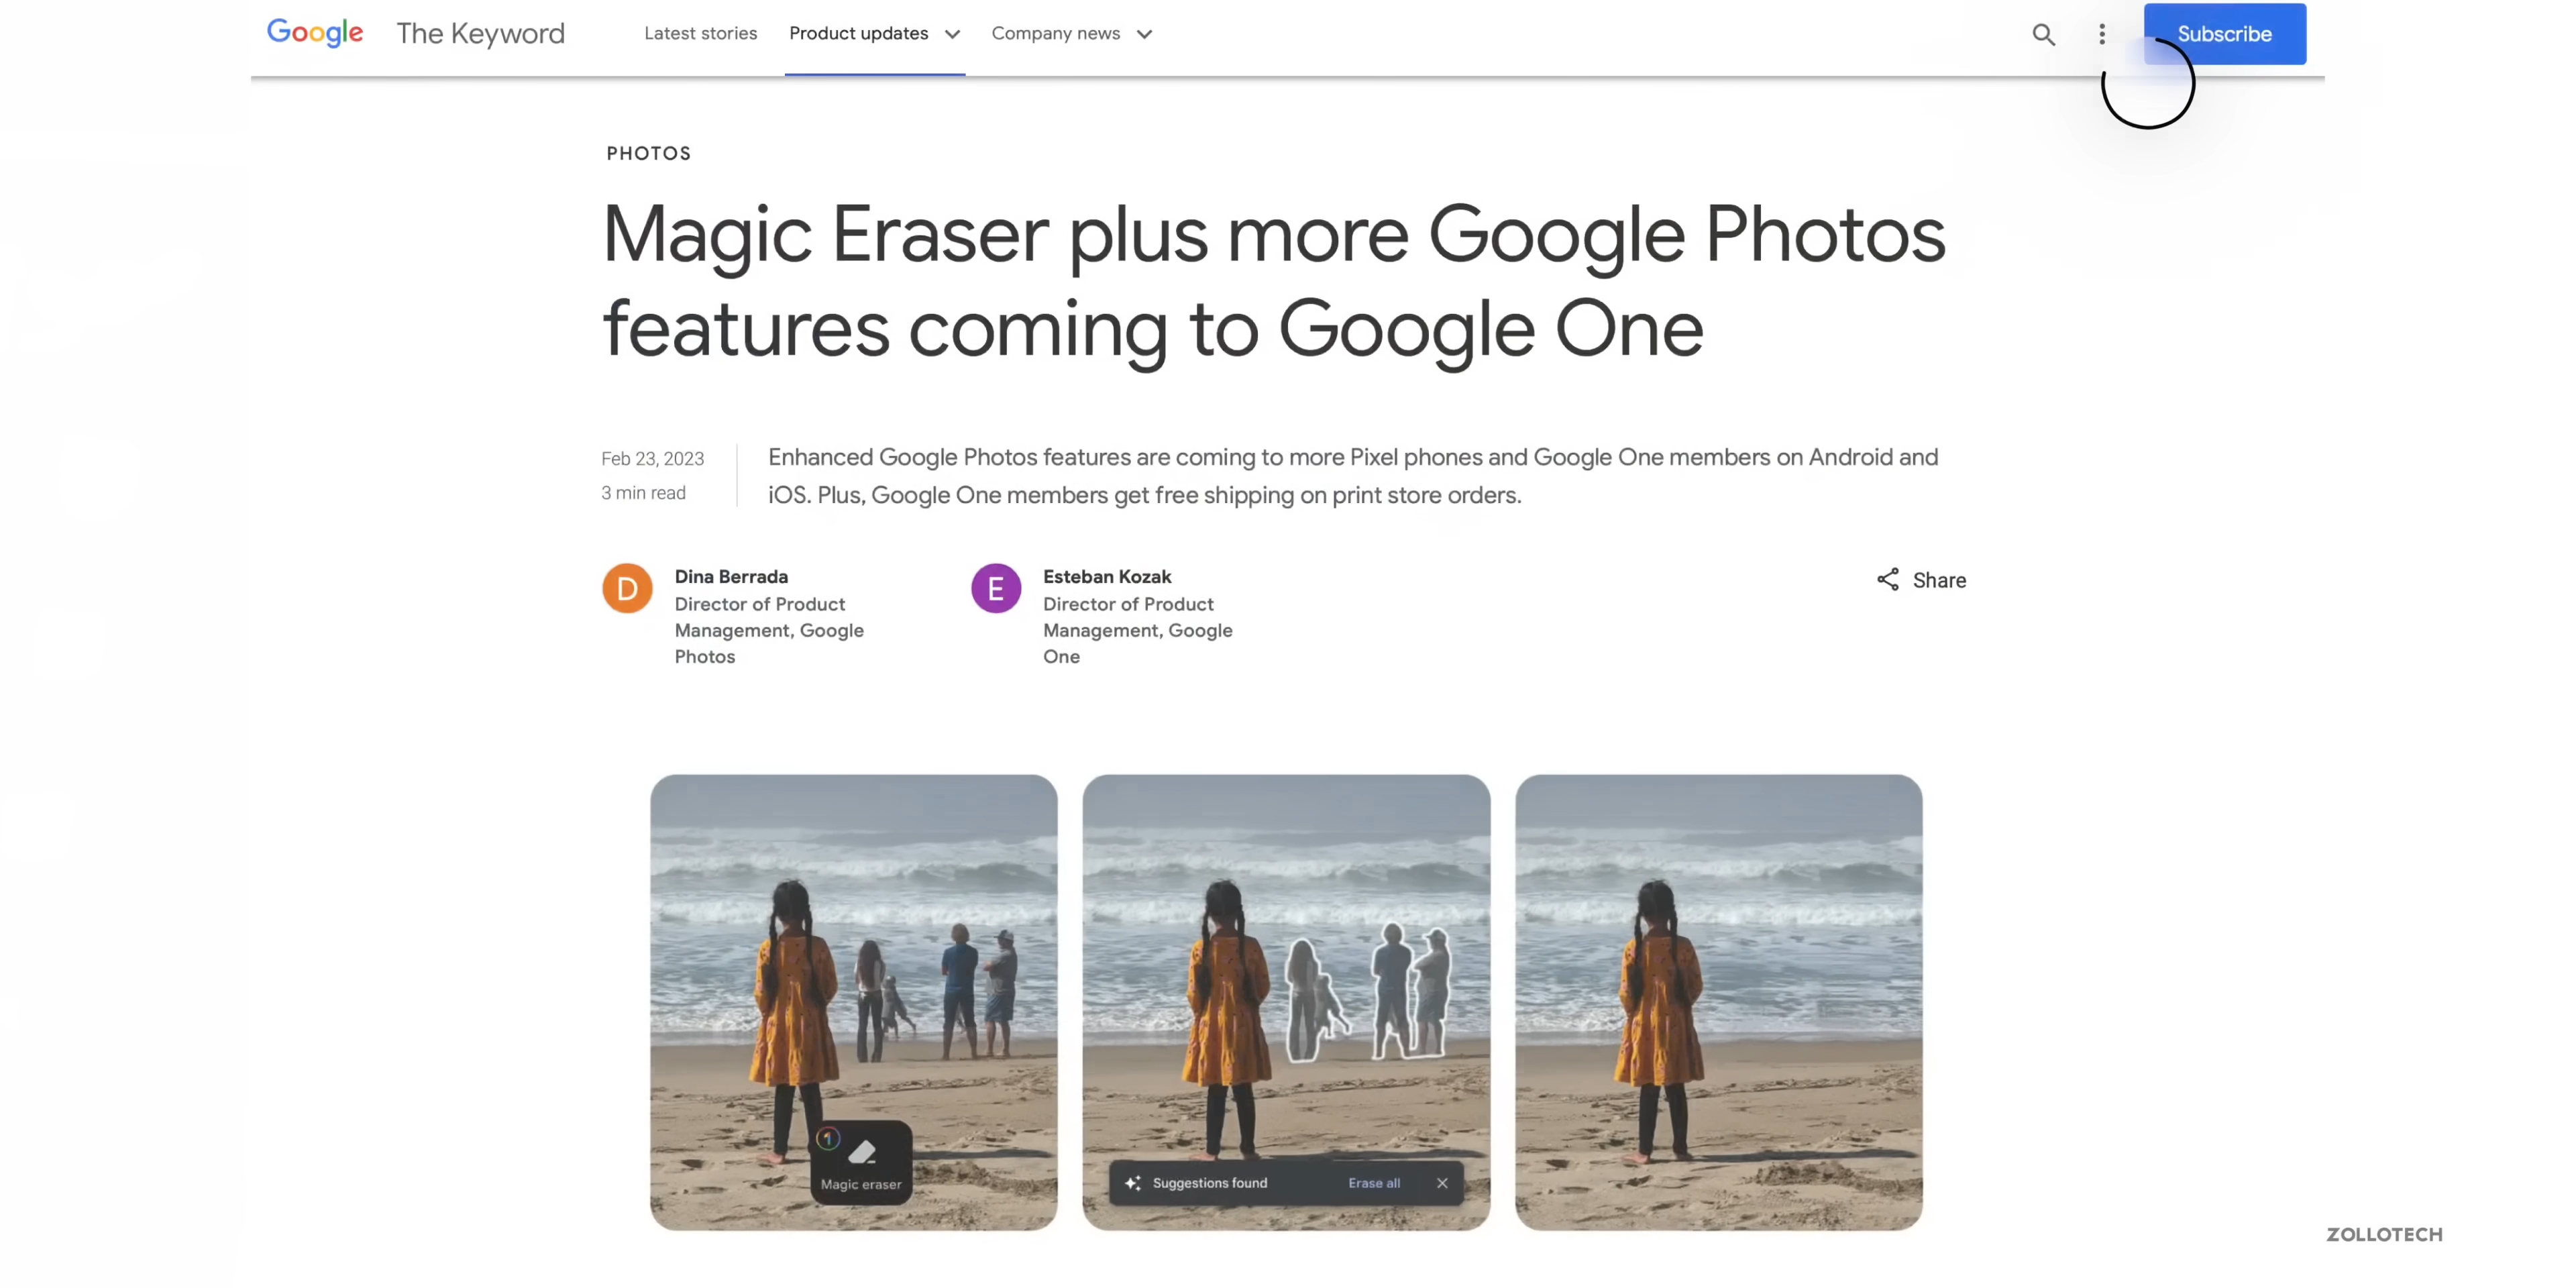 Google The Keyword Latest stories Product updates Company news Subscribe
PHOTOS
Magic Eraser plus more Google Photos
features coming to Google One
Feb 23, 2023
3 min read
Enhanced Google Photos features are coming to more Pixel phones and Google One members on Android and
iOS. Plus, Google One members get free shipping on print store orders.
D
Dina Berrada
Director of Product
Management, Google
Photos
E
Esteban Kozak
Director of Product
Management, Google
One
Share
1
Magic eraser
Suggestions found Erase all
ZOLLOTECH